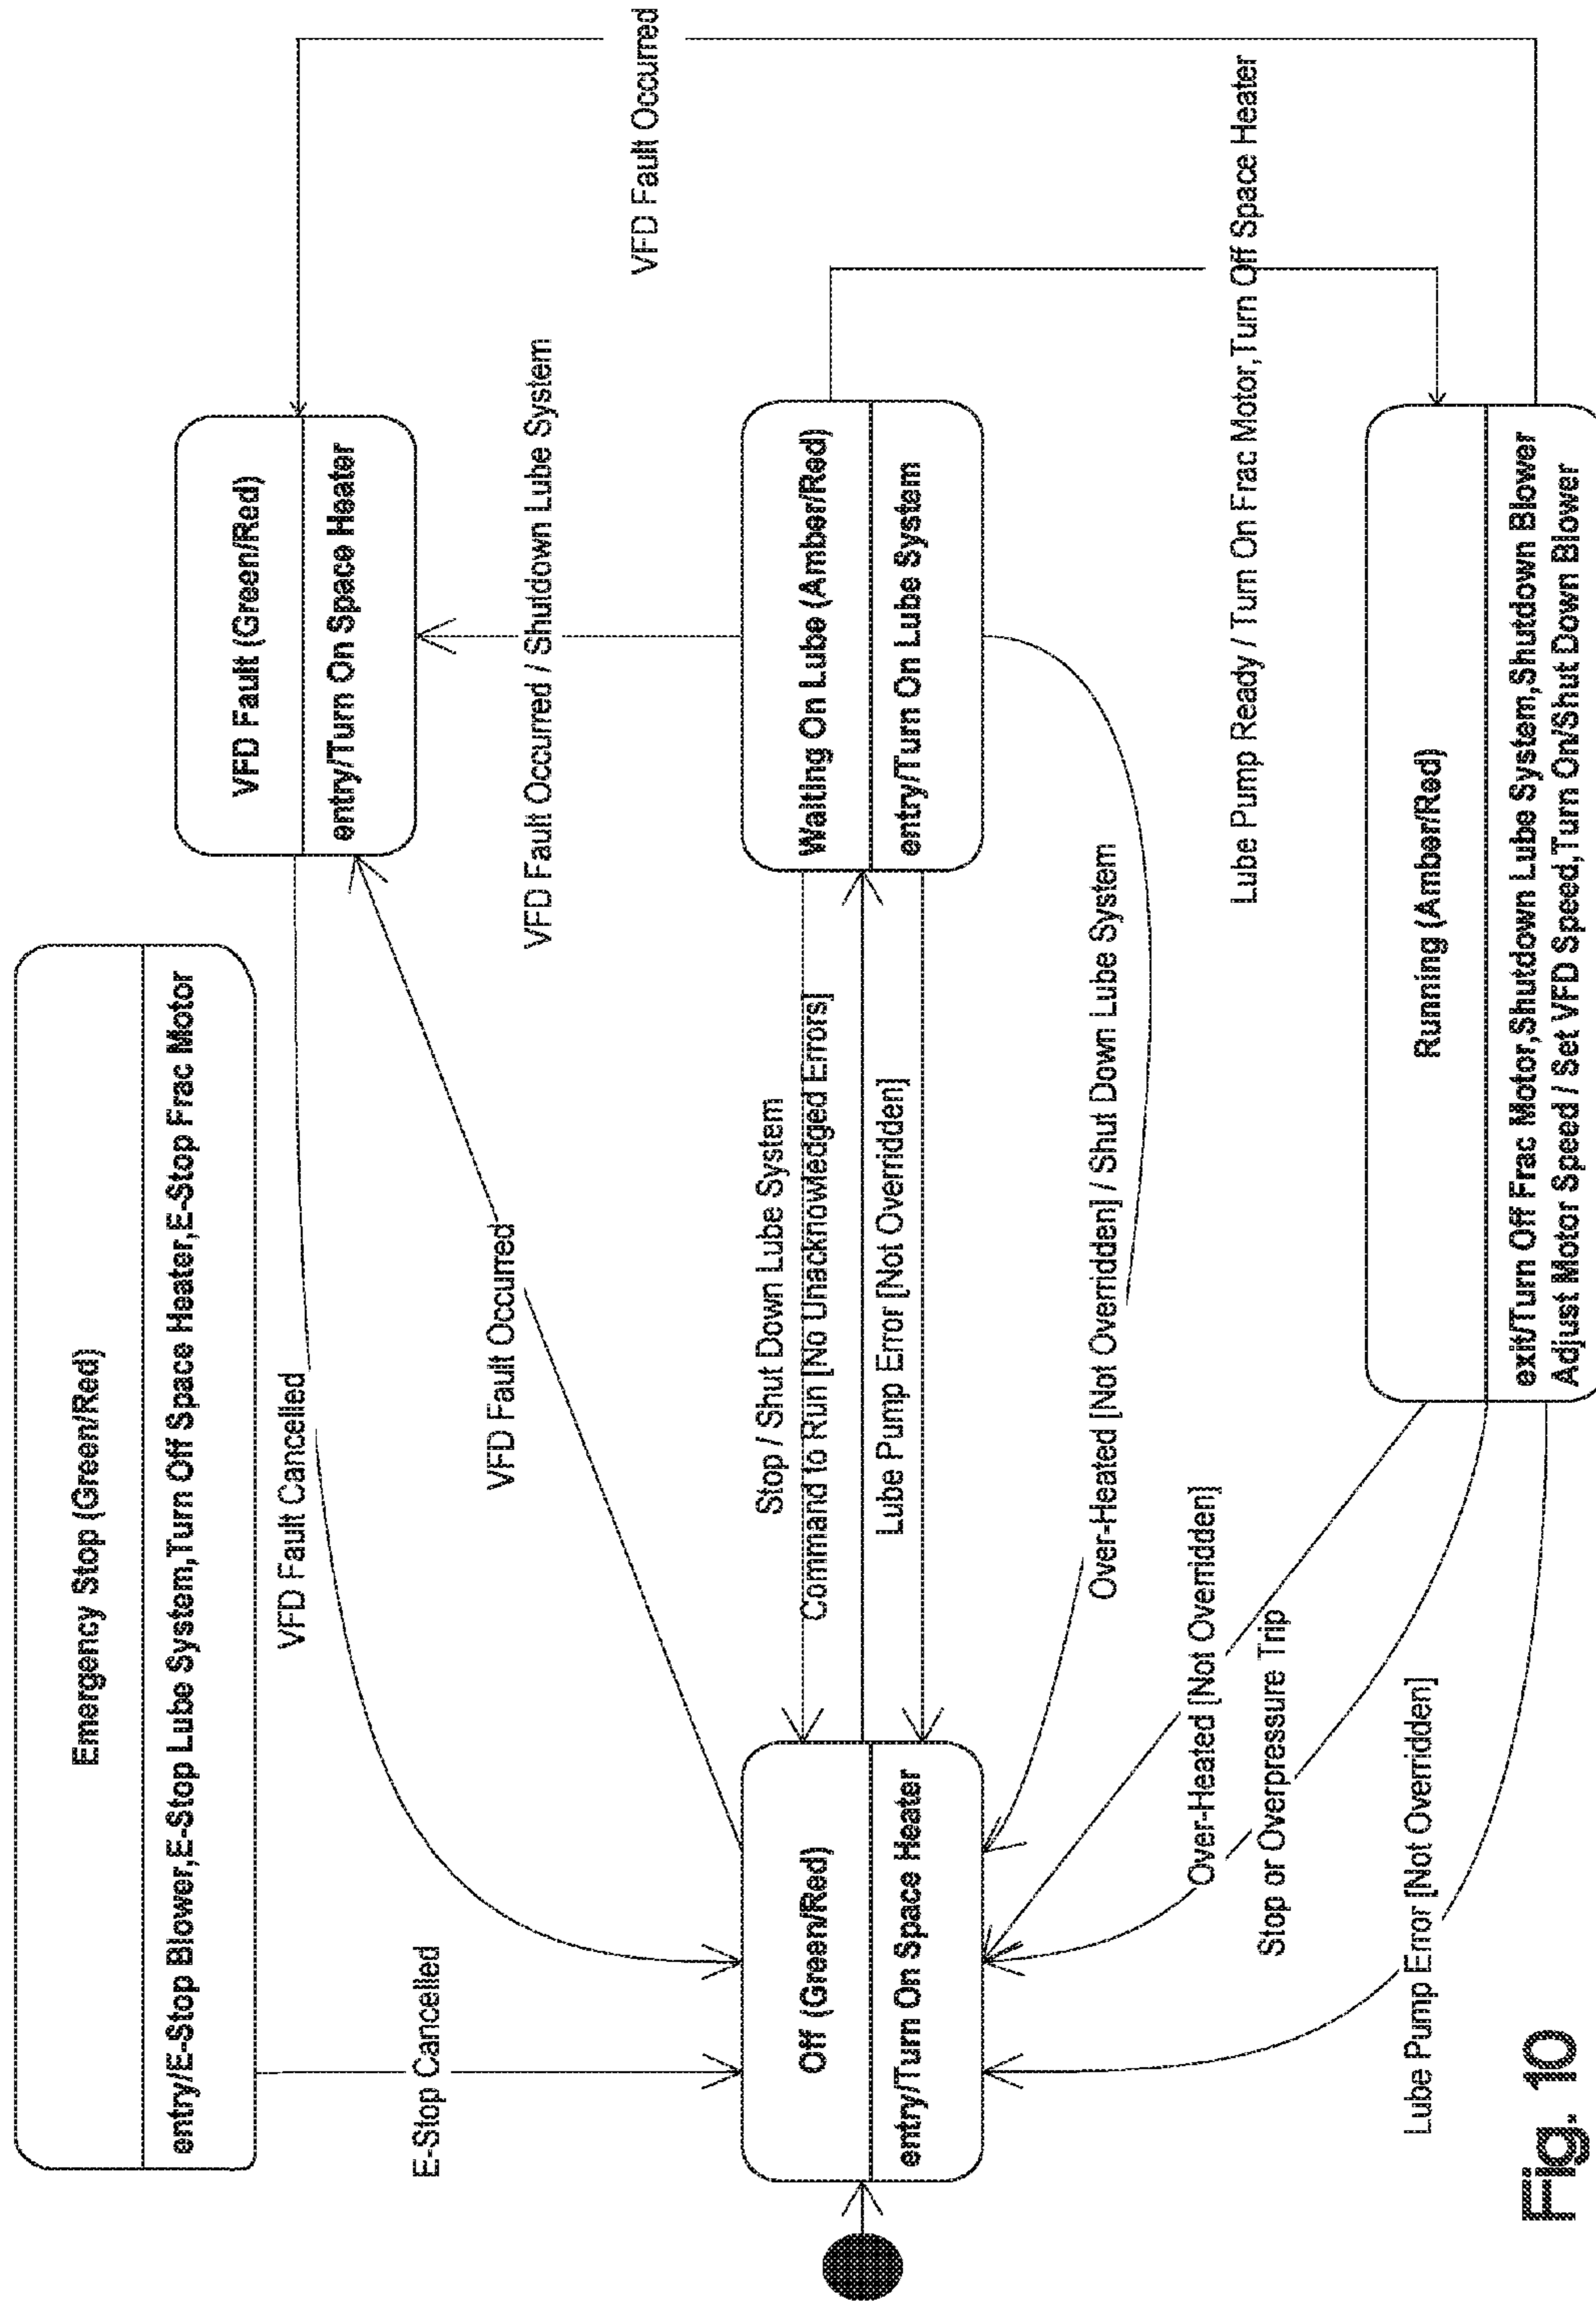 Emergency Stop (Green/Red)
entry/E-Stop Blower,E-Stop Lube System,Turn Off Space Heater,E-Stop Frac Motor
E-Stop Cancelled
VFD Fault Cancelled
VFD Fault (Green/Red)
entry/Turn On Space Heater
VFD Fault Occurred
VFD Fault Occurred / Shutdown Lube System
VFD Fault Occurred
Off (Green/Red)
entry/Turn On Space Heater
Stop / Shut Down Lube System
Command to Run [No Unacknowledged Errors]
Lube Pump Error [Not Overridden]
Waiting On Lube (Amber/Red)
entry/Turn On Lube System
Over-Heated [Not Overridden] / Shut Down Lube System
Lube Pump Ready / Turn On Frac Motor,Turn Off Space Heater
Over-Heated [Not Overridden]
Stop or Overpressure Trip
Lube Pump Error [Not Overridden]
Running (Amber/Red)
exit/Turn Off Frac Motor,Shutdown Lube System,Shutdown Blower
Adjust Motor Speed / Set VFD Speed,Turn On/Shut Down Blower
Fig. 10